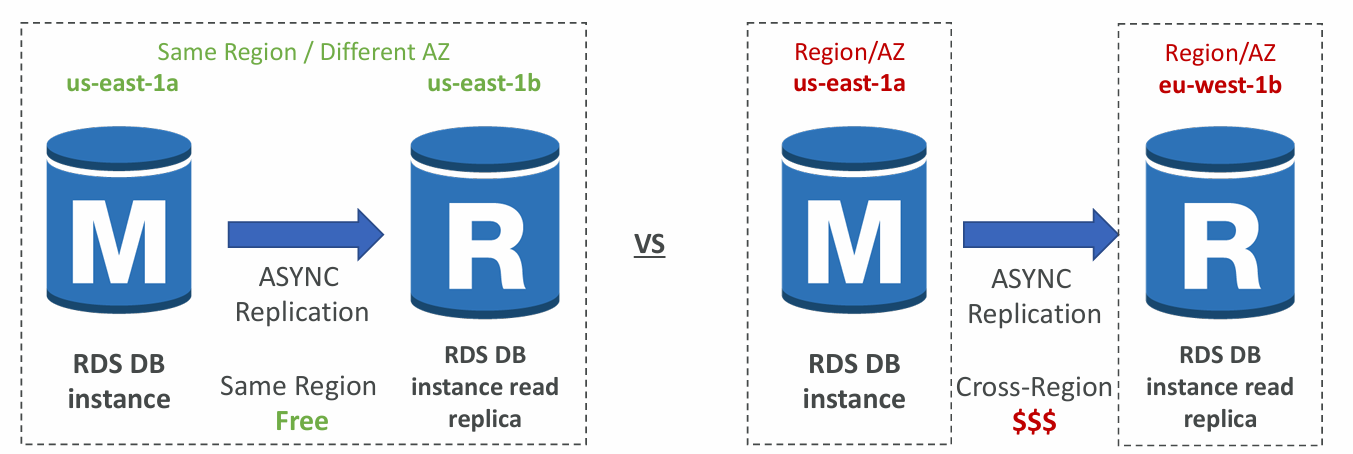 Same Region / Different AZ
us-east-1a
us-east-1b
M
R
ASYNC
Replication
RDS DB
instance
Same Region
Free
RDS DB
instance read
replica
VS
Region/AZ
us-east-1a
Region/AZ
eu-west-1b
M
R
ASYNC
Replication
RDS DB
instance
Cross-Region
$$$
RDS DB
instance read
replica